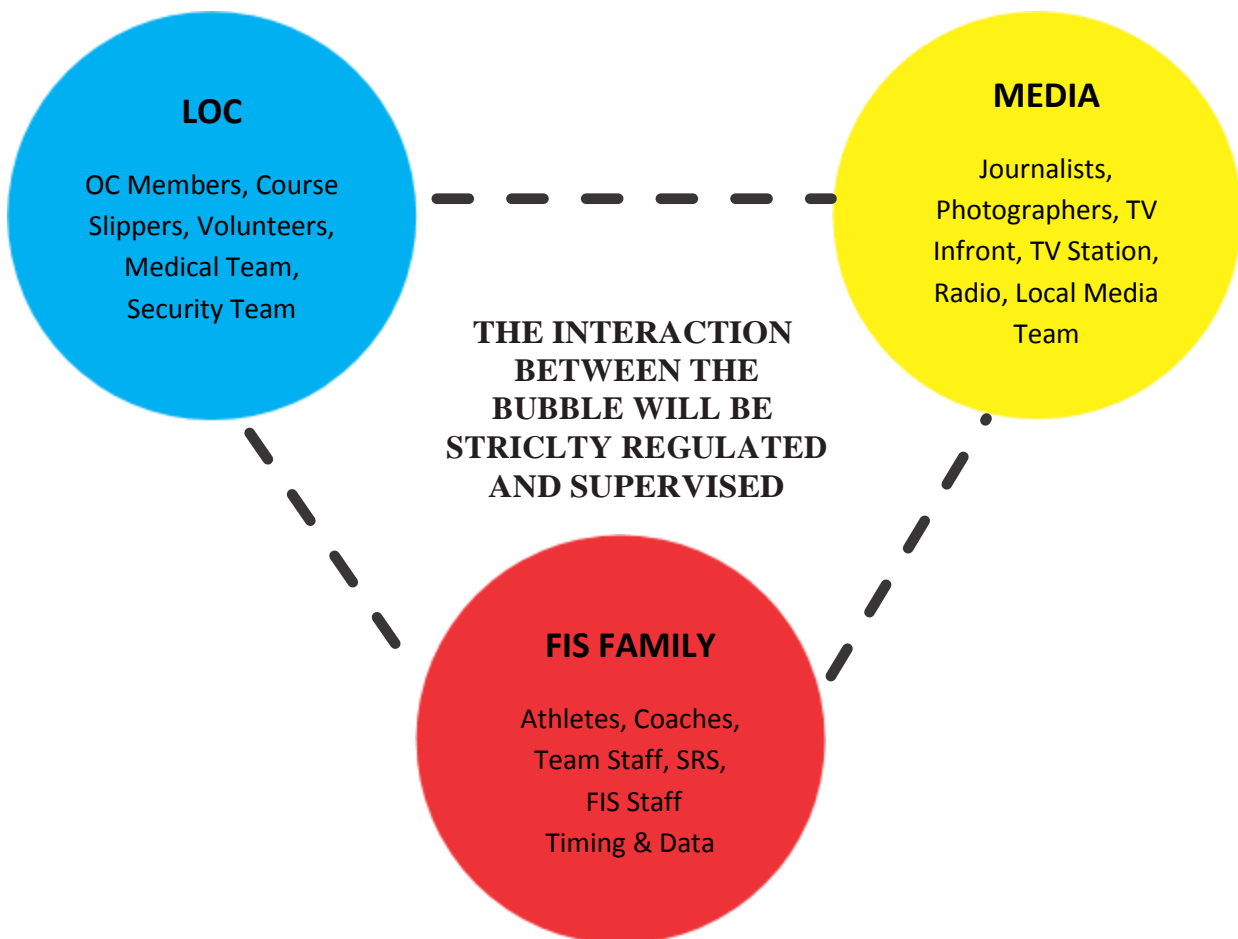 LOC
OC Members, Course
Slippers, Volunteers,
Medical Team,
Security Team
MEDIA
Journalists,
Photographers, TV
Infront, TV Station,
Radio, Local Media
Team
THE INTERACTION
BETWEEN THE
BUBBLE WILL BE
STRICLTY REGULATED
AND SUPERVISED
FIS FAMILY
Athletes, Coaches,
Team Staff, SRS,
FIS Staff
Timing & Data